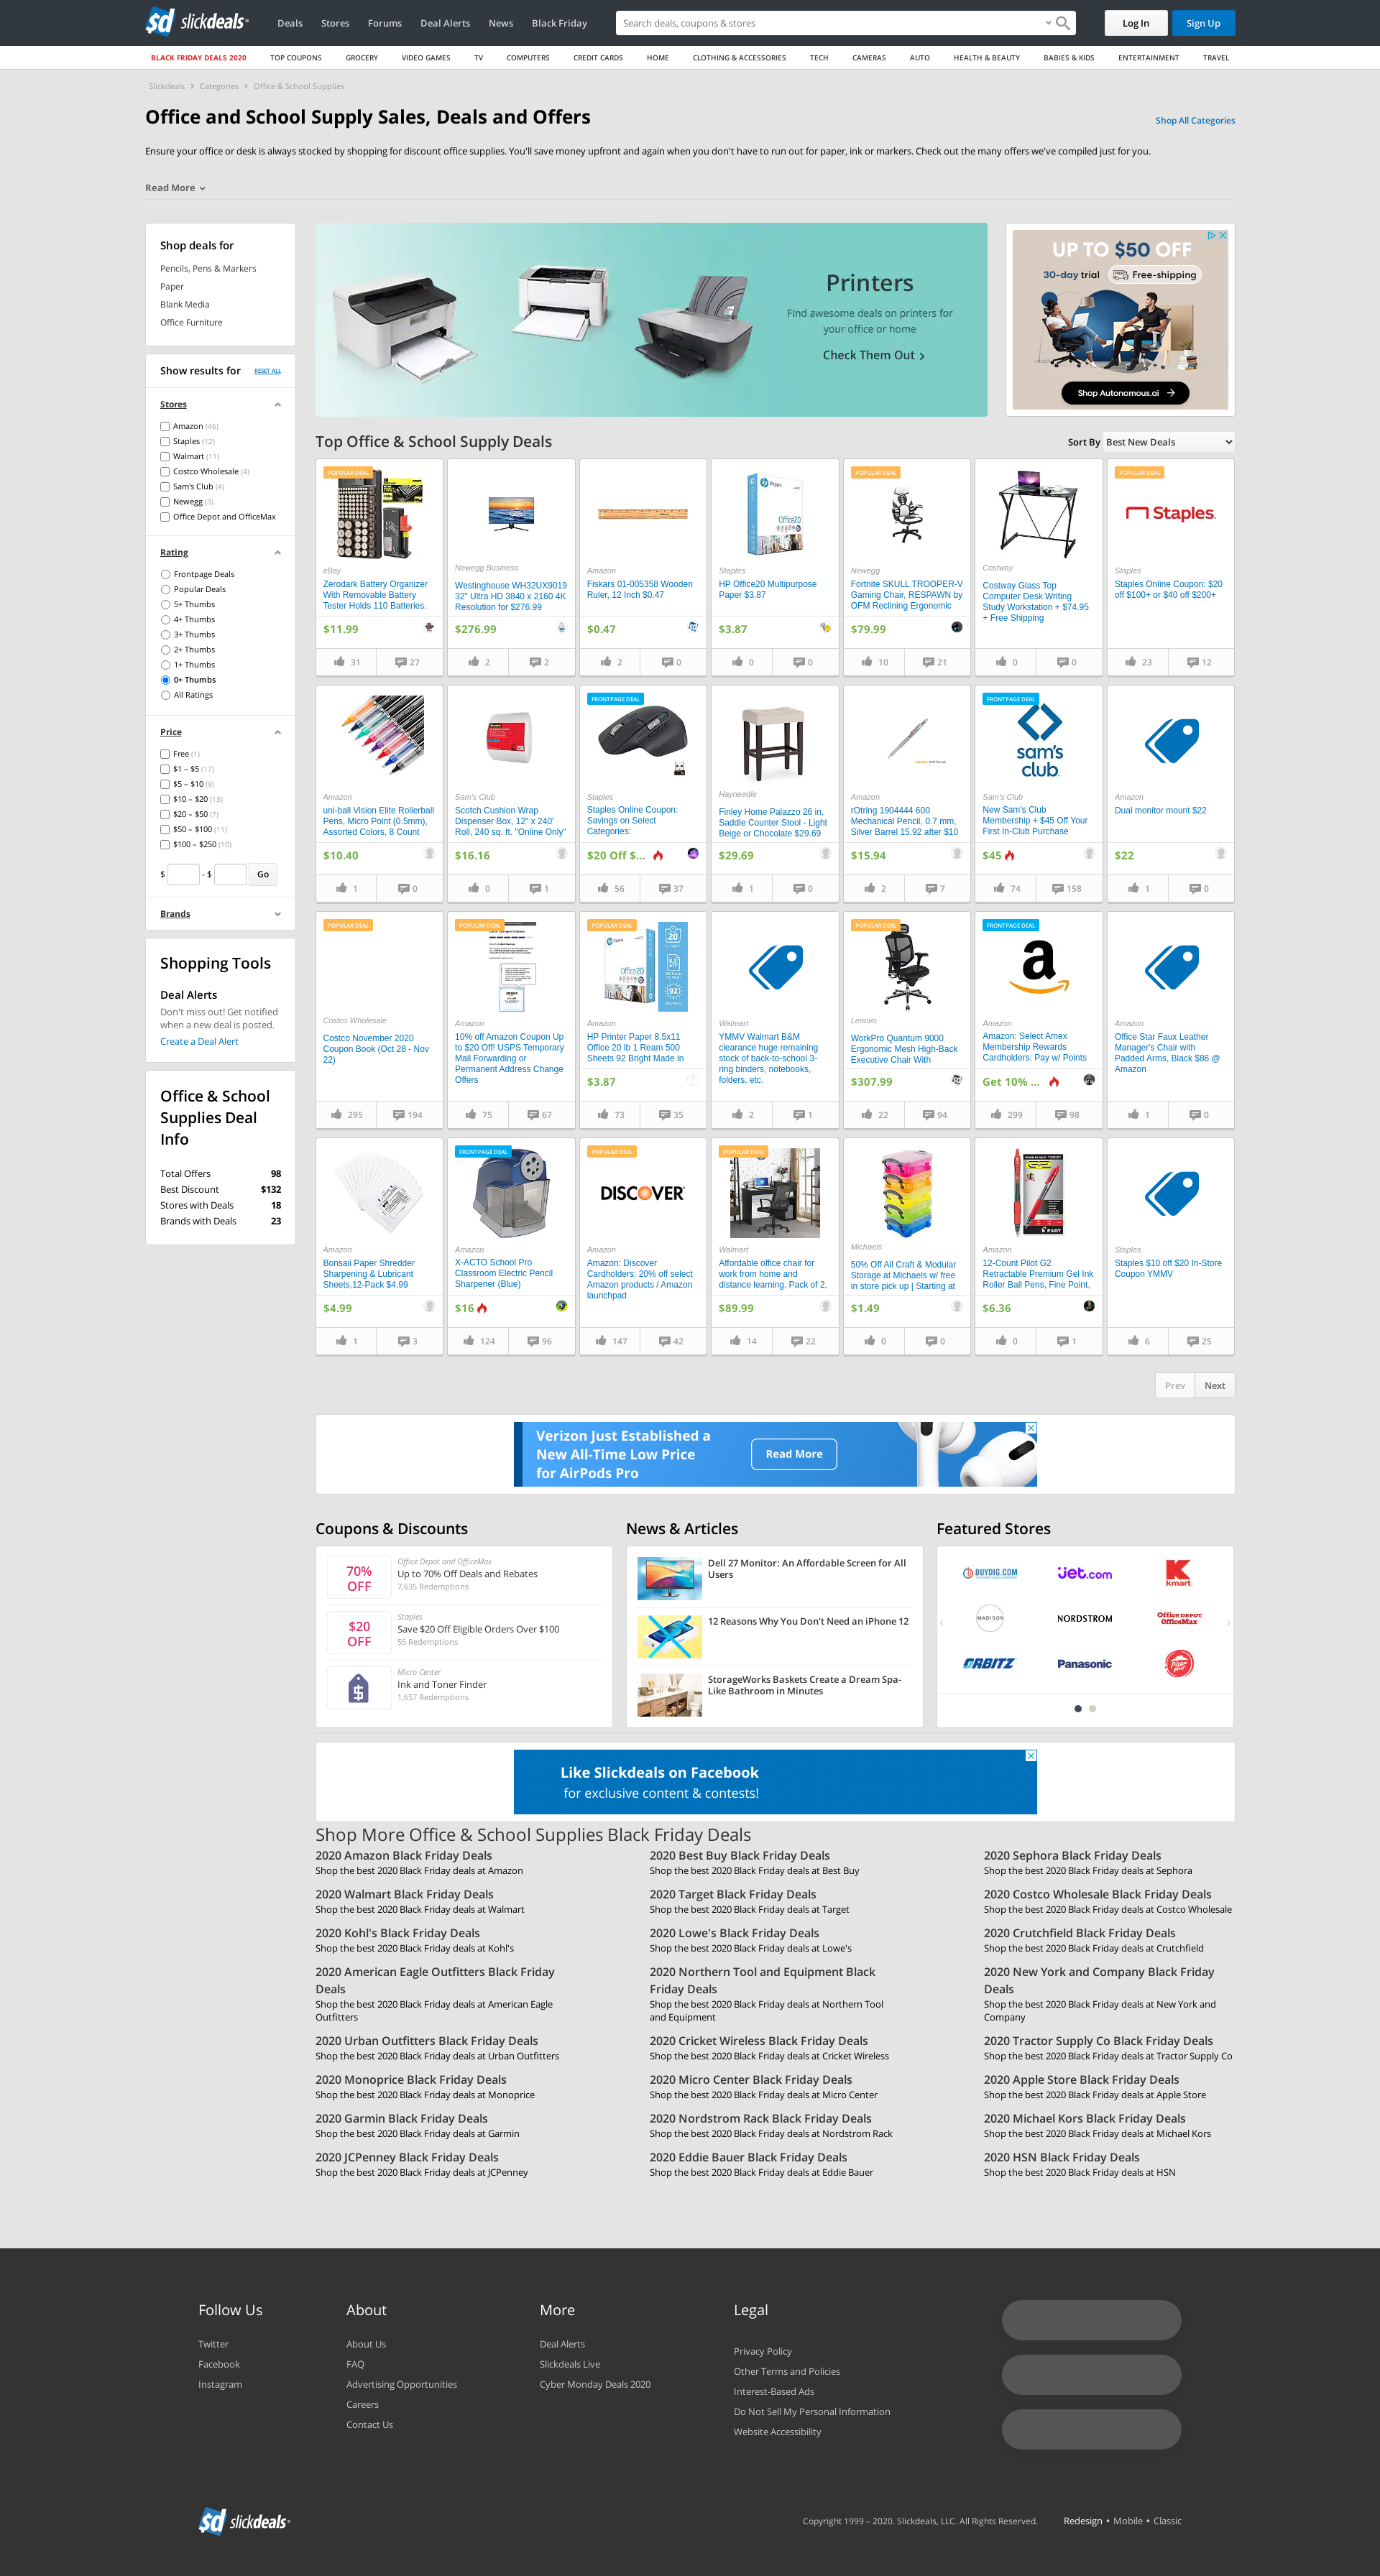 sd slickdeals
Deals Stores Forums Deal Alerts News Black Friday
Search deals, coupons & stores
Log In Sign Up
BLACK FRIDAY DEALS 2020 TOP COUPONS GROCERY VIDEO GAMES TV COMPUTERS CREDIT CARDS HOME CLOTHING & ACCESSORIES TECH CAMERAS AUTO HEALTH & BEAUTY BABIES & KIDS ENTERTAINMENT TRAVEL
Slickdeals > Categories > Office & School Supplies
Office and School Supply Sales, Deals and Offers
Shop All Categories
Ensure your office or desk is always stocked by shopping for discount office supplies. You'll save money upfront and again when you don't have to run out for paper, ink or markers. Check out the many offers we've compiled just for you.
Read More
Shop deals for
Pencils, Pens & Markers
Paper
Blank Media
Office Furniture
Show results for RESET ALL
Stores
Amazon (46)
Staples (12)
Walmart (11)
Costco Wholesale (4)
Sam's Club (4)
Newegg (3)
Office Depot and OfficeMax
Rating
Frontpage Deals
Popular Deals
5+ Thumbs
4+ Thumbs
3+ Thumbs
2+ Thumbs
1+ Thumbs
0+ Thumbs
All Ratings
Price
Free (1)
$1 – $5 (17)
$5 – $10 (9)
$10 – $20 (13)
$20 – $50 (7)
$50 – $100 (11)
$100 – $250 (10)
$ - $ Go
Brands
Shopping Tools
Deal Alerts
Don't miss out! Get notified
when a new deal is posted.
Create a Deal Alert
Office & School
Supplies Deal
Info
Total Offers 98
Best Discount $132
Stores with Deals 18
Brands with Deals 23
Printers
Find awesome deals on printers for
your office or home
Check Them Out >
UP TO $50 OFF
30-day trial Free-shipping
Shop Autonomous.ai →
Top Office & School Supply Deals
Sort By Best New Deals
POPULAR DEAL
eBay
Zerodark Battery Organizer
With Removable Battery
Tester Holds 110 Batteries.
$11.99
31 27
Newegg Business
Westinghouse WH32UX9019
32" Ultra HD 3840 x 2160 4K
Resolution for $276.99
$276.99
2 2
Amazon
Fiskars 01-005358 Wooden
Ruler, 12 Inch $0.47
$0.47
2 0
hp Office20
Staples
HP Office20 Multipurpose
Paper $3.87
$3.87
0 0
POPULAR DEAL
Newegg
Fortnite SKULL TROOPER-V
Gaming Chair, RESPAWN by
OFM Reclining Ergonomic
$79.99
10 21
Costway
Costway Glass Top
Computer Desk Writing
Study Workstation + $74.95
+ Free Shipping
0 0
POPULAR DEAL
Staples.
Staples
Staples Online Coupon: $20
off $100+ or $40 off $200+
23 12
Amazon
uni-ball Vision Elite Rollerball
Pens, Micro Point (0.5mm),
Assorted Colors, 8 Count
$10.40
1 0
Sam's Club
Scotch Cushion Wrap
Dispenser Box, 12" x 240'
Roll, 240 sq. ft. "Online Only"
$16.16
0 1
FRONTPAGE DEAL
Staples
Staples Online Coupon:
Savings on Select
Categories:
$20 Off $...
56 37
Hayneedle
Finley Home Palazzo 26 in.
Saddle Counter Stool - Light
Beige or Chocolate $29.69
$29.69
1 0
Amazon
rOtring 1904444 600
Mechanical Pencil, 0.7 mm,
Silver Barrel 15.92 after $10
$15.94
2 7
FRONTPAGE DEAL
sam's club
Sam's Club
New Sam's Club
Membership + $45 Off Your
First In-Club Purchase
$45
74 158
Amazon
Dual monitor mount $22
$22
1 0
POPULAR DEAL
Costco Wholesale
Costco November 2020
Coupon Book (Oct 28 - Nov
22)
295 194
POPULAR DEAL
Amazon
10% off Amazon Coupon Up
to $20 Off! USPS Temporary
Mail Forwarding or
Permanent Address Change
Offers
75 67
POPULAR DEAL
Office20
20
92
Amazon
HP Printer Paper 8.5x11
Office 20 lb 1 Ream 500
Sheets 92 Bright Made in
$3.87
73 35
Walmart
YMMV Walmart B&M
clearance huge remaining
stock of back-to-school 3-
ring binders, notebooks,
folders, etc.
2 1
POPULAR DEAL
Lenovo
WorkPro Quantum 9000
Ergonomic Mesh High-Back
Executive Chair With
$307.99
22 94
FRONTPAGE DEAL
a
Amazon
Amazon: Select Amex
Membership Rewards
Cardholders: Pay w/ Points
Get 10% ...
299 98
Amazon
Office Star Faux Leather
Manager's Chair with
Padded Arms, Black $86 @
Amazon
1 0
Amazon
Bonsaii Paper Shredder
Sharpening & Lubricant
Sheets,12-Pack $4.99
$4.99
1 3
FRONTPAGE DEAL
Amazon
X-ACTO School Pro
Classroom Electric Pencil
Sharpener (Blue)
$16
124 96
POPULAR DEAL
DISCOVER
Amazon
Amazon: Discover
Cardholders: 20% off select
Amazon products / Amazon
launchpad
147 42
POPULAR DEAL
Walmart
Affordable office chair for
work from home and
distance learning, Pack of 2,
$89.99
14 22
Michaels
50% Off All Craft & Modular
Storage at Michaels w/ free
in store pick up | Starting at
$1.49
0 0
G2
PILOT
Amazon
12-Count Pilot G2
Retractable Premium Gel Ink
Roller Ball Pens, Fine Point,
$6.36
0 1
Staples
Staples $10 off $20 In-Store
Coupon YMMV
6 25
Prev Next
Verizon Just Established a
New All-Time Low Price
for AirPods Pro
Read More
Coupons & Discounts
70%
OFF
Office Depot and OfficeMax
Up to 70% Off Deals and Rebates
7,635 Redemptions
$20
OFF
Staples
Save $20 Off Eligible Orders Over $100
55 Redemptions
Micro Center
Ink and Toner Finder
1,657 Redemptions
News & Articles
Dell 27 Monitor: An Affordable Screen for All
Users
12 Reasons Why You Don't Need an iPhone 12
StorageWorks Baskets Create a Dream Spa-
Like Bathroom in Minutes
Featured Stores
BUYDIG.COM jet.com kmart
MADISON NORDSTROM Office DEPOT OfficeMax
ORBITZ Panasonic Pizza Hut
Like Slickdeals on Facebook
for exclusive content & contests!
Shop More Office & School Supplies Black Friday Deals
2020 Amazon Black Friday Deals
Shop the best 2020 Black Friday deals at Amazon
2020 Best Buy Black Friday Deals
Shop the best 2020 Black Friday deals at Best Buy
2020 Sephora Black Friday Deals
Shop the best 2020 Black Friday deals at Sephora
2020 Walmart Black Friday Deals
Shop the best 2020 Black Friday deals at Walmart
2020 Target Black Friday Deals
Shop the best 2020 Black Friday deals at Target
2020 Costco Wholesale Black Friday Deals
Shop the best 2020 Black Friday deals at Costco Wholesale
2020 Kohl's Black Friday Deals
Shop the best 2020 Black Friday deals at Kohl's
2020 Lowe's Black Friday Deals
Shop the best 2020 Black Friday deals at Lowe's
2020 Crutchfield Black Friday Deals
Shop the best 2020 Black Friday deals at Crutchfield
2020 American Eagle Outfitters Black Friday
Deals
Shop the best 2020 Black Friday deals at American Eagle
Outfitters
2020 Northern Tool and Equipment Black
Friday Deals
Shop the best 2020 Black Friday deals at Northern Tool
and Equipment
2020 New York and Company Black Friday
Deals
Shop the best 2020 Black Friday deals at New York and
Company
2020 Urban Outfitters Black Friday Deals
Shop the best 2020 Black Friday deals at Urban Outfitters
2020 Cricket Wireless Black Friday Deals
Shop the best 2020 Black Friday deals at Cricket Wireless
2020 Tractor Supply Co Black Friday Deals
Shop the best 2020 Black Friday deals at Tractor Supply Co
2020 Monoprice Black Friday Deals
Shop the best 2020 Black Friday deals at Monoprice
2020 Micro Center Black Friday Deals
Shop the best 2020 Black Friday deals at Micro Center
2020 Apple Store Black Friday Deals
Shop the best 2020 Black Friday deals at Apple Store
2020 Garmin Black Friday Deals
Shop the best 2020 Black Friday deals at Garmin
2020 Nordstrom Rack Black Friday Deals
Shop the best 2020 Black Friday deals at Nordstrom Rack
2020 Michael Kors Black Friday Deals
Shop the best 2020 Black Friday deals at Michael Kors
2020 JCPenney Black Friday Deals
Shop the best 2020 Black Friday deals at JCPenney
2020 Eddie Bauer Black Friday Deals
Shop the best 2020 Black Friday deals at Eddie Bauer
2020 HSN Black Friday Deals
Shop the best 2020 Black Friday deals at HSN
Follow Us
Twitter
Facebook
Instagram
About
About Us
FAQ
Advertising Opportunities
Careers
Contact Us
More
Deal Alerts
Slickdeals Live
Cyber Monday Deals 2020
Legal
Privacy Policy
Other Terms and Policies
Interest-Based Ads
Do Not Sell My Personal Information
Website Accessibility
sd slickdeals
Copyright 1999 – 2020. Slickdeals, LLC. All Rights Reserved.
Redesign • Mobile • Classic